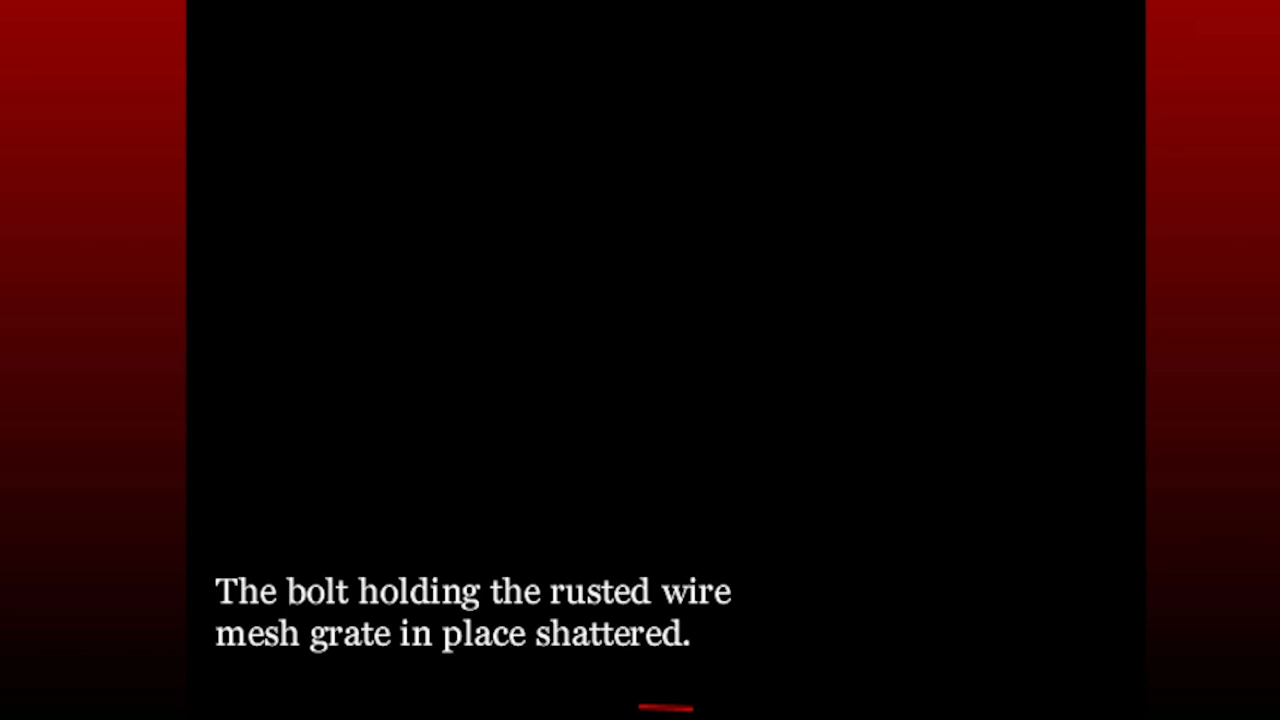 The bolt holding the rusted wire
mesh grate in place shattered.